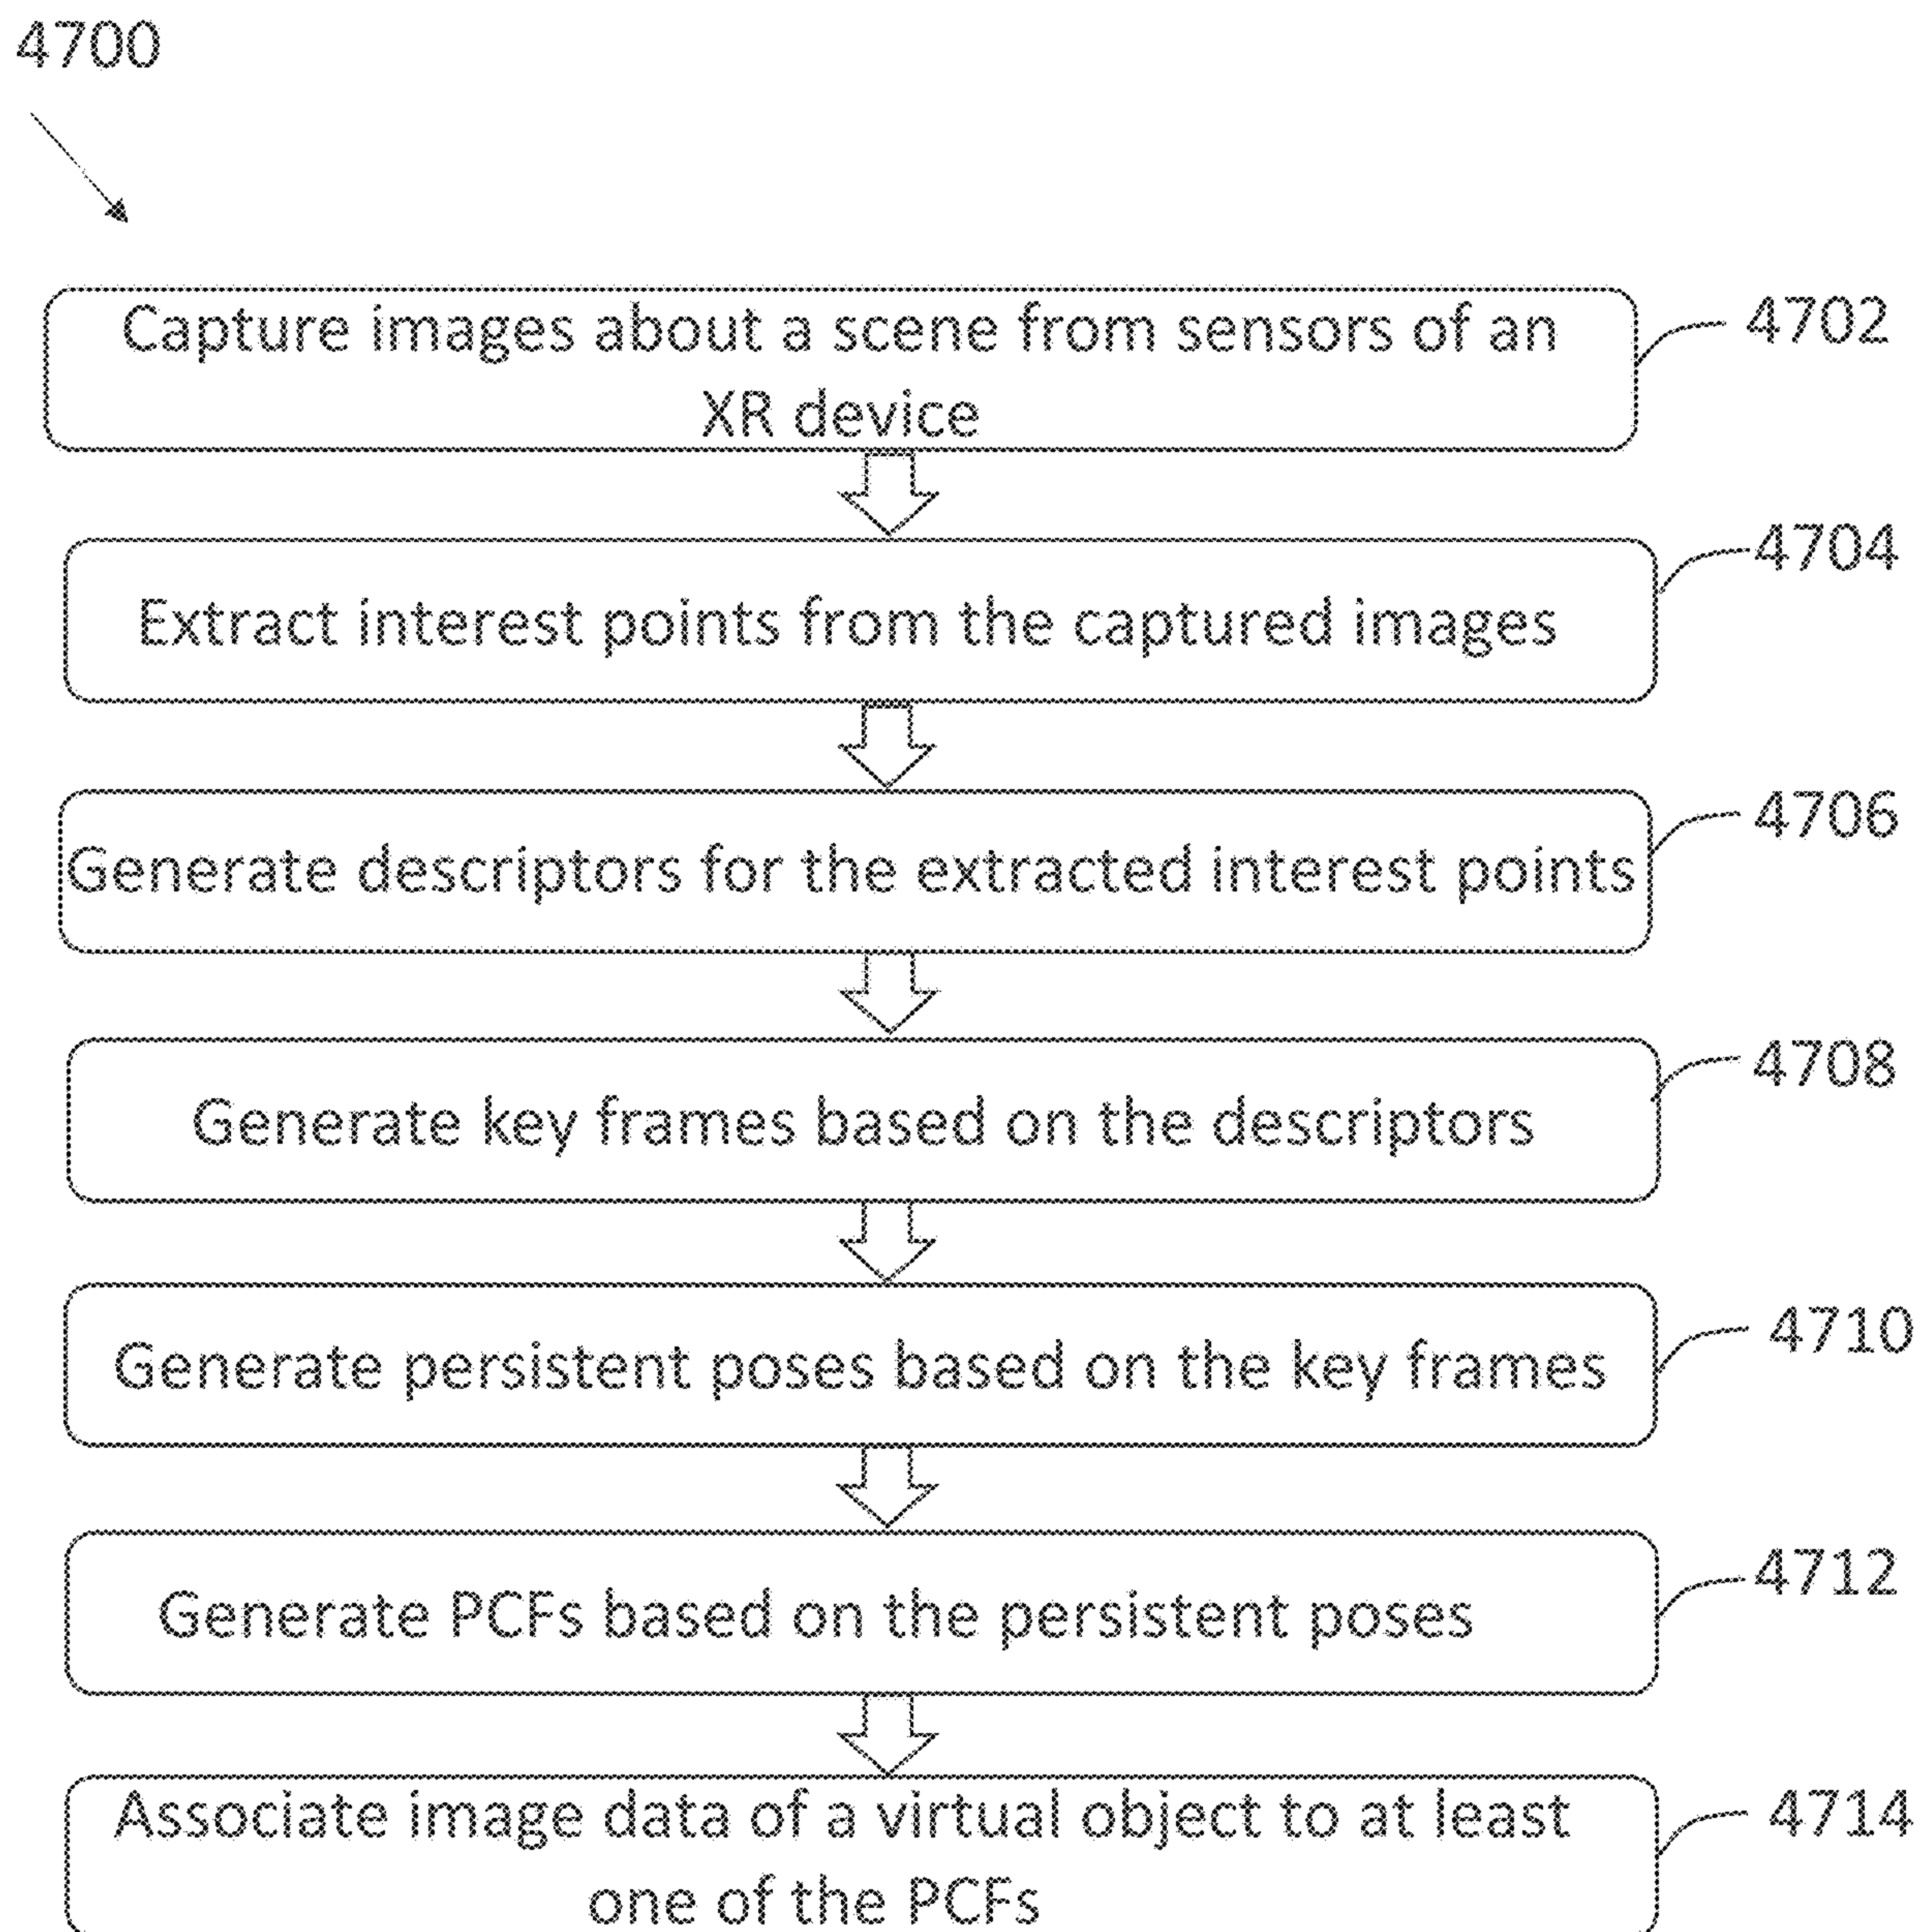 4700
Capture images about a scene from sensors of an
XR device
4702
Extract interest points from the captured images
4704
Generate descriptors for the extracted interest points
4706
Generate key frames based on the descriptors
4708
Generate persistent poses based on the key frames
4710
Generate PCFs based on the persistent poses
4712
Associate image data of a virtual object to at least
one of the PCFs
4714